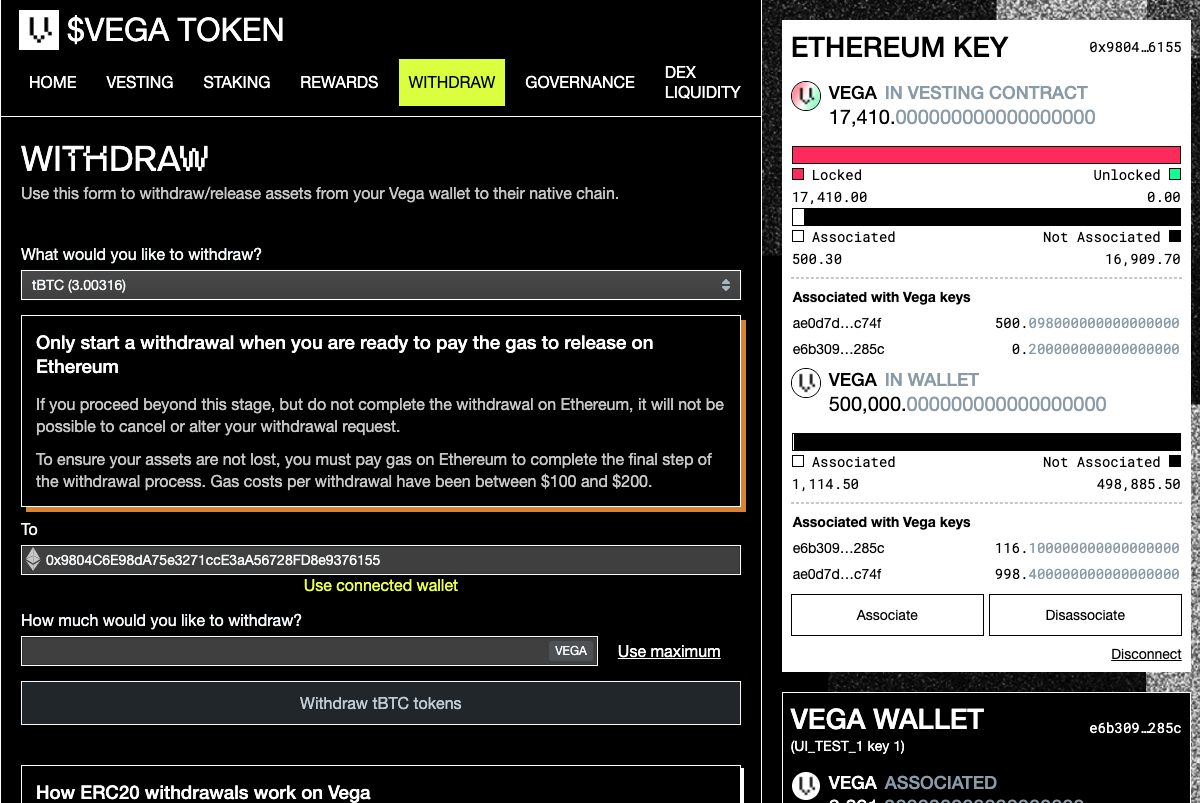 $VEGA TOKEN
HOME VESTING STAKING REWARDS WITHDRAW GOVERNANCE DEX LIQUIDITY
WITHDRAW
Use this form to withdraw/release assets from your Vega wallet to their native chain.
What would you like to withdraw?
tBTC (3.00316)
Only start a withdrawal when you are ready to pay the gas to release on
Ethereum
If you proceed beyond this stage, but do not complete the withdrawal on Ethereum, it will not be
possible to cancel or alter your withdrawal request.
To ensure your assets are not lost, you must pay gas on Ethereum to complete the final step of
the withdrawal process. Gas costs per withdrawal have been between $100 and $200.
To
0x9804C6E98dA75e3271ccE3aA56728FD8e9376155
Use connected wallet
How much would you like to withdraw?
VEGA Use maximum
Withdraw tBTC tokens
How ERC20 withdrawals work on Vega
ETHEREUM KEY 0x9804…6155
VEGA IN VESTING CONTRACT
17,410.000000000000000000
Locked Unlocked
17,410.00 0.00
Associated Not Associated
500.30 16,909.70
Associated with Vega keys
ae0d7d…c74f 500.098000000000000000
e6b309…285c 0.200000000000000000
VEGA IN WALLET
500,000.000000000000000000
Associated Not Associated
1,114.50 498,885.50
Associated with Vega keys
e6b309…285c 116.100000000000000000
ae0d7d…c74f 998.400000000000000000
Associate Disassociate
Disconnect
VEGA WALLET e6b309…285c
(UI_TEST_1 key 1)
VEGA ASSOCIATED